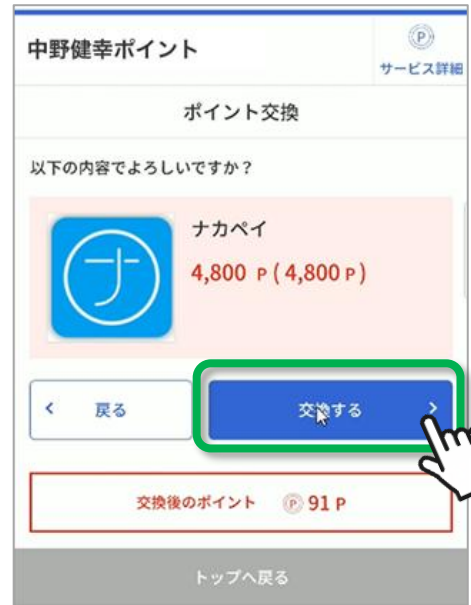 中野健幸ポイント
Ⓟ
サービス詳細
ポイント交換
以下の内容でよろしいですか？
ナ
ナカペイ
4,800 P ( 4,800 P )
< 戻る
交換する >
交換後のポイント Ⓟ 91 P
トップへ戻る